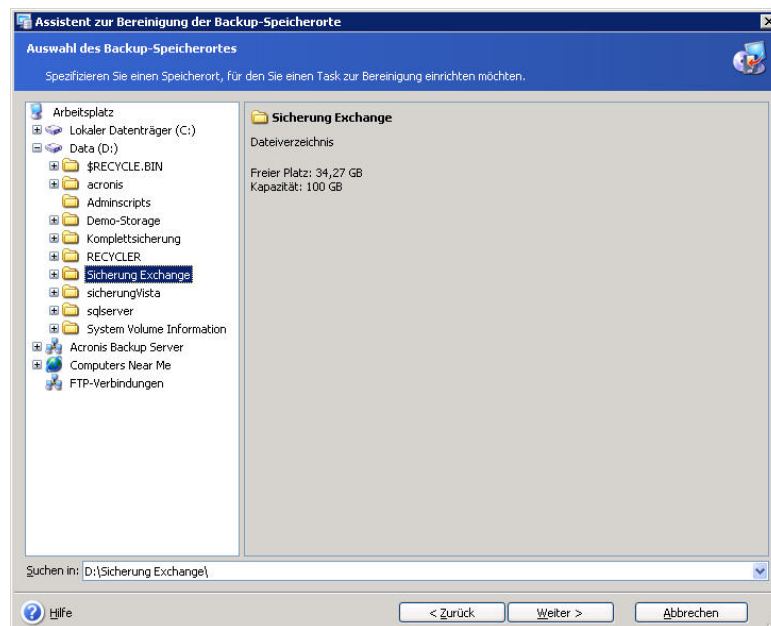 Assistent zur Bereinigung der Backup-Speicherorte
Auswahl des Backup-Speicherortes
Spezifizieren Sie einen Speicherort, für den Sie einen Task zur Bereinigung einrichten möchten.
Arbeitsplatz
Lokaler Datenträger (C:)
Data (D:)
$RECYCLE.BIN
acronis
Adminscripts
Demo-Storage
Komplettsicherung
RECYCLER
Sicherung Exchange
sicherungVista
sqlserver
System Volume Information
Acronis Backup Server
Computers Near Me
FTP-Verbindungen
Sicherung Exchange
Dateiverzeichnis
Freier Platz: 34,27 GB
Kapazität: 100 GB
Suchen in: D:\Sicherung Exchange\
Hilfe
< Zurück
Weiter >
Abbrechen